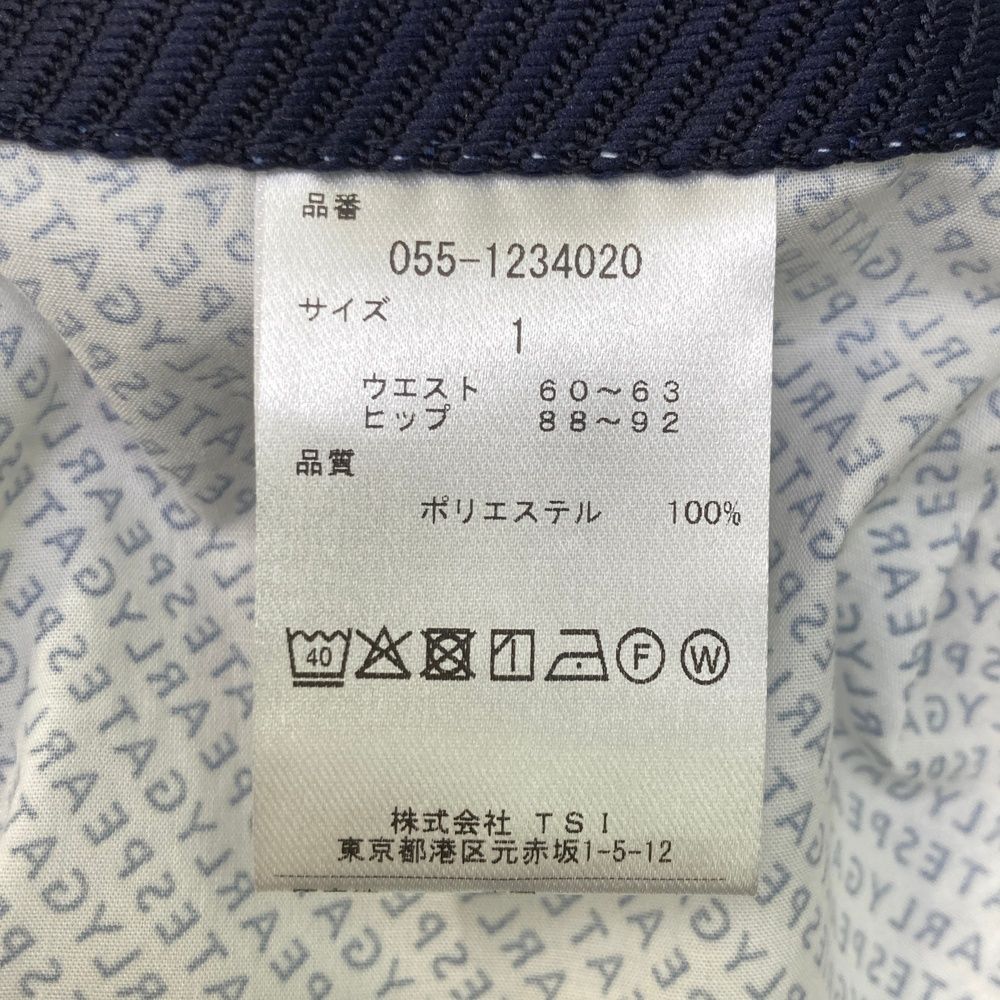 品番
055-1234020
サイズ
1
ウエスト 60～63
ヒップ 88～92
品質
ポリエステル 100%
40
F W
株式会社 TSI
東京都港区元赤坂1-5-12